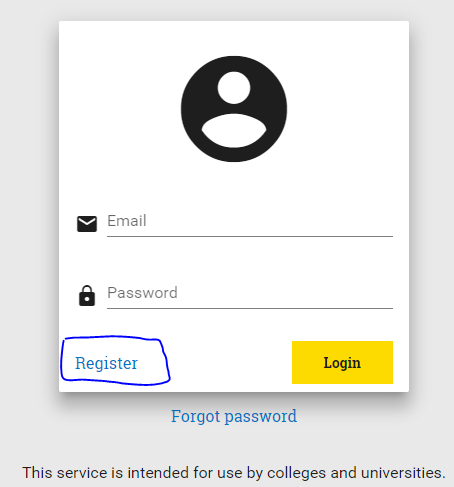 Email
Password
Register
Login
Forgot password
This service is intended for use by colleges and universities.